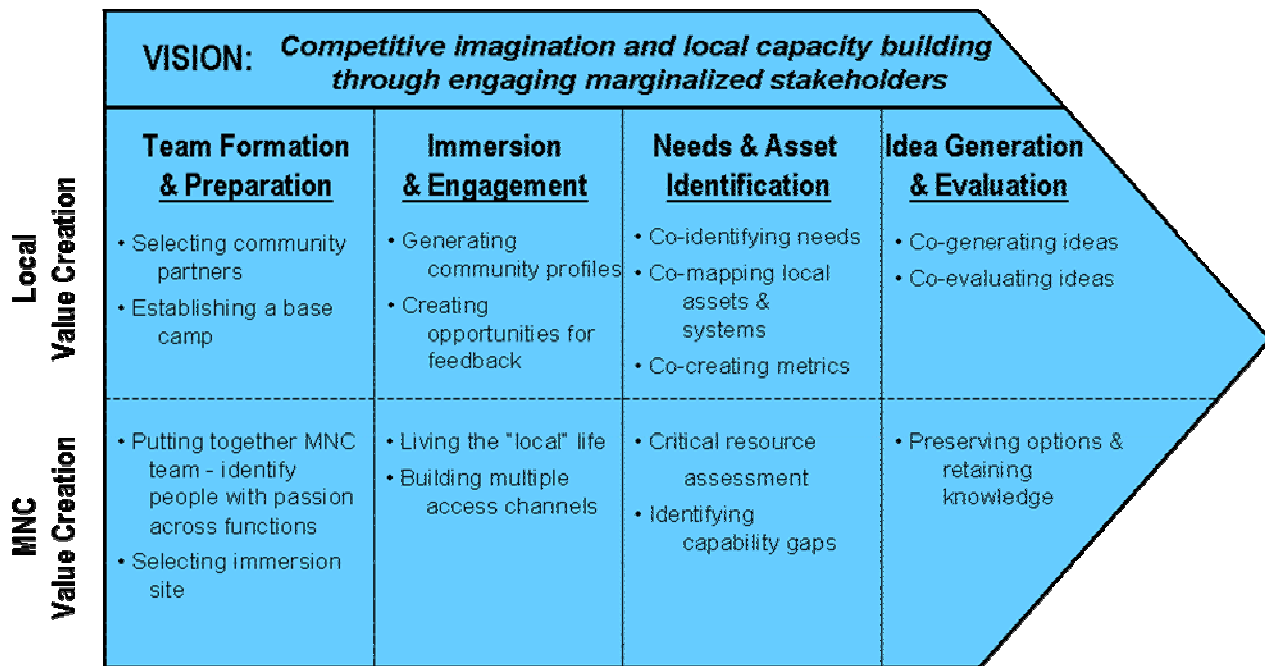 VISION: Competitive imagination and local capacity building
through engaging marginalized stakeholders
Local
Value Creation
Team Formation
& Preparation
• Selecting community
partners
• Establishing a base
camp
Immersion
& Engagement
• Generating
community profiles
• Creating
opportunities for
feedback
Needs & Asset
Identification
• Co-identifying needs
• Co-mapping local
assets &
systems
• Co-creating metrics
Idea Generation
& Evaluation
• Co-generating ideas
• Co-evaluating ideas
MNC
Value Creation
• Putting together MNC
team - identify
people with passion
across functions
• Selecting immersion
site
• Living the "local" life
• Building multiple
access channels
• Critical resource
assessment
• Identifying
capability gaps
• Preserving options &
retaining
knowledge